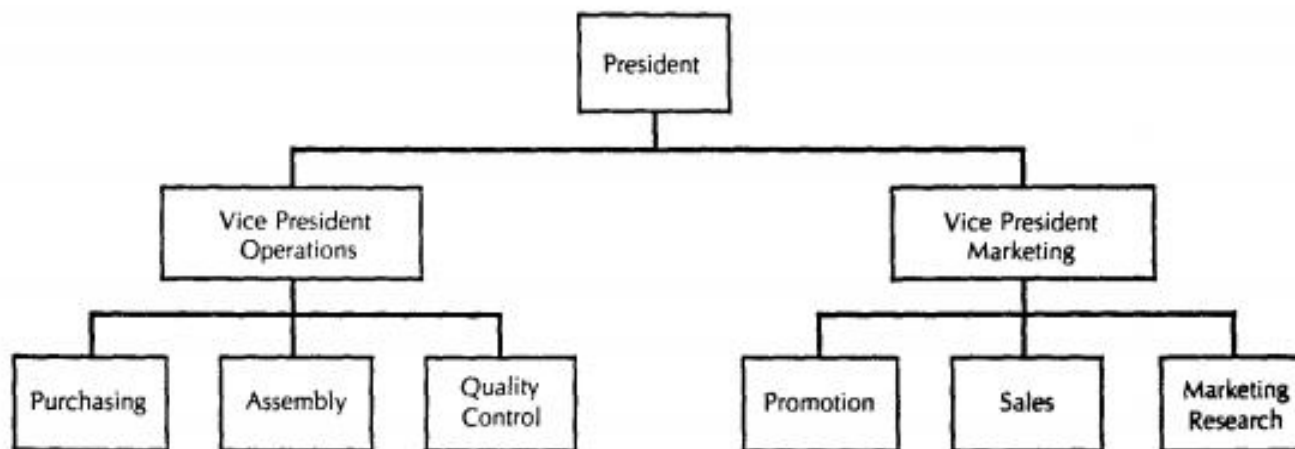 President
Vice President
Operations
Vice President
Marketing
Purchasing
Assembly
Quality
Control
Promotion
Sales
Marketing
Research